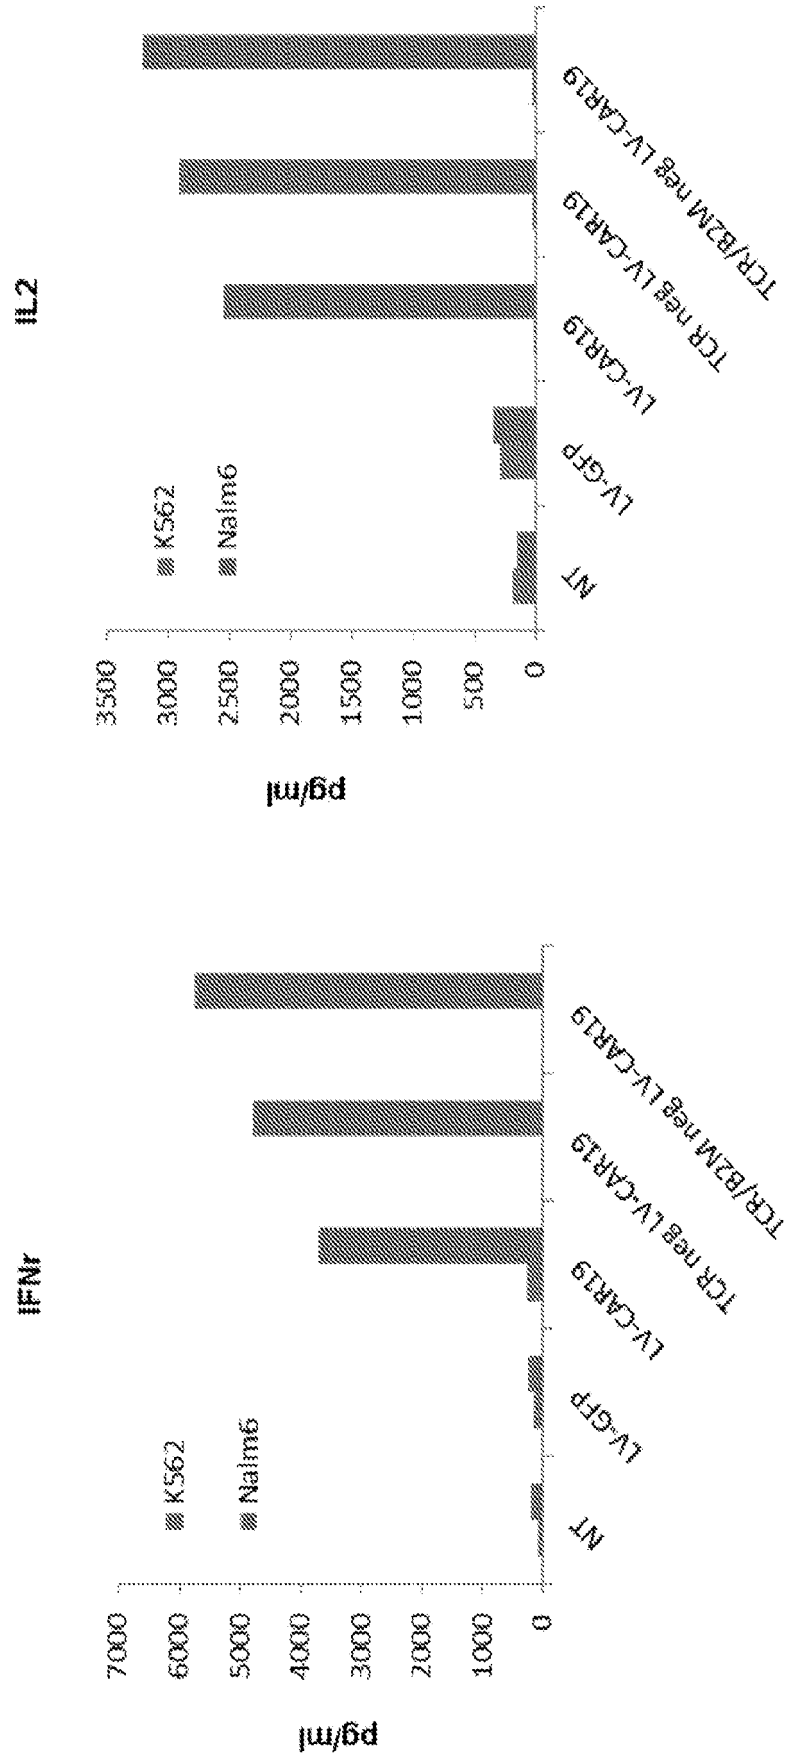 IFNr
pg/ml
7000
6000
5000
4000
3000
2000
1000
0
K562
Nalm6
NT
LV-GFP
LV-CAR19
TCR neg LV-CAR19
TCR/B2M neg LV-CAR19
IL2
pg/ml
3500
3000
2500
2000
1500
1000
500
0
K562
Nalm6
NT
LV-GFP
LV-CAR19
TCR neg LV-CAR19
TCR/B2M neg LV-CAR19